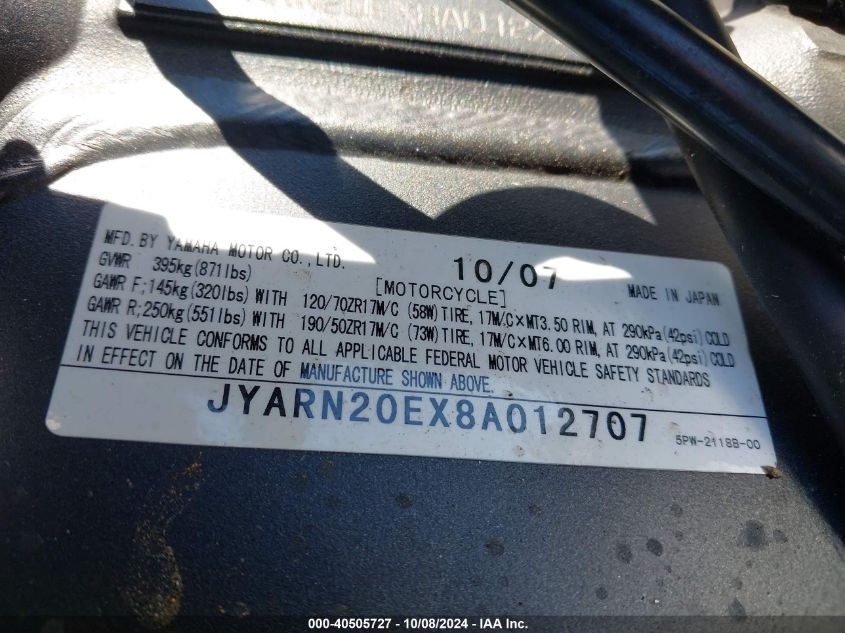 MFD. BY YAMAHA MOTOR CO., LTD. 10/07 MADE IN JAPAN
GVWR 395kg(871lbs) [MOTORCYCLE]
GAWR F;145kg(320lbs) WITH 120/70ZR17M/C (58W) TIRE, 17M/C×MT3.50 RIM, AT 290kPa(42psi) COLD
GAWR R;250kg(551lbs) WITH 190/50ZR17M/C (73W) TIRE, 17M/C×MT6.00 RIM, AT 290kPa(42psi) COLD
THIS VEHICLE CONFORMS TO ALL APPLICABLE FEDERAL MOTOR VEHICLE SAFETY STANDARDS
IN EFFECT ON THE DATE OF MANUFACTURE SHOWN ABOVE.
JYARN20EX8A012707
5PW-2118B-00
000-40505727 - 10/08/2024 - IAA Inc.